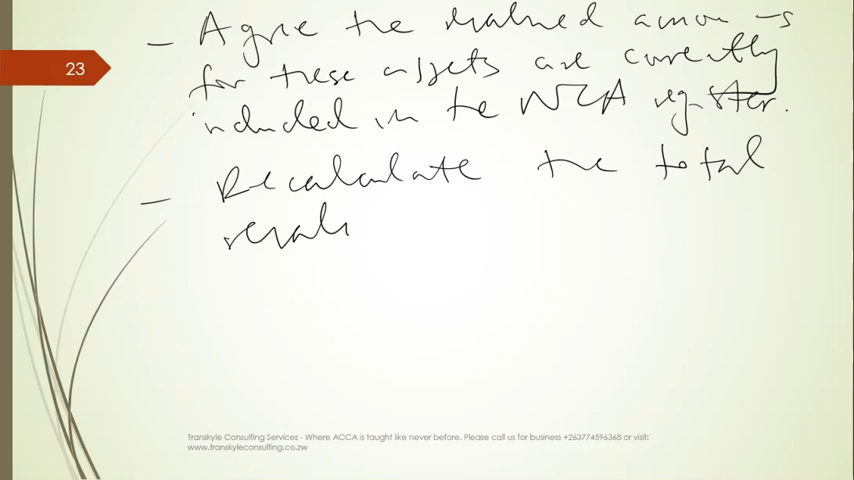 - Agree the revalued amounts
23
for these assets are correctly
included in the NCA register.
- Recalculate the total
revalu
Transkyle Consulting Services - Where ACCA is taught like never before. Please call us for business +263774596368 or visit:
www.transkyleconsulting.co.zw